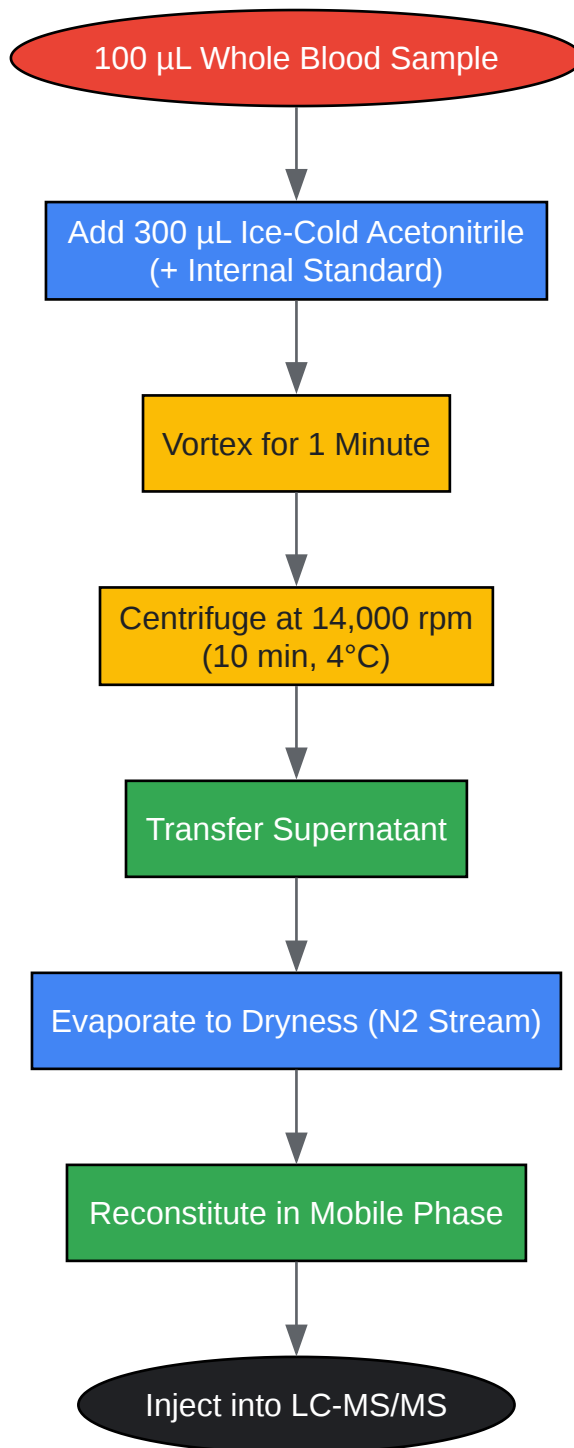 100 µL Whole Blood Sample
Add 300 µL Ice-Cold Acetonitrile
(+ Internal Standard)
Vortex for 1 Minute
Centrifuge at 14,000 rpm
(10 min, 4°C)
Transfer Supernatant
Evaporate to Dryness (N2 Stream)
Reconstitute in Mobile Phase
Inject into LC-MS/MS